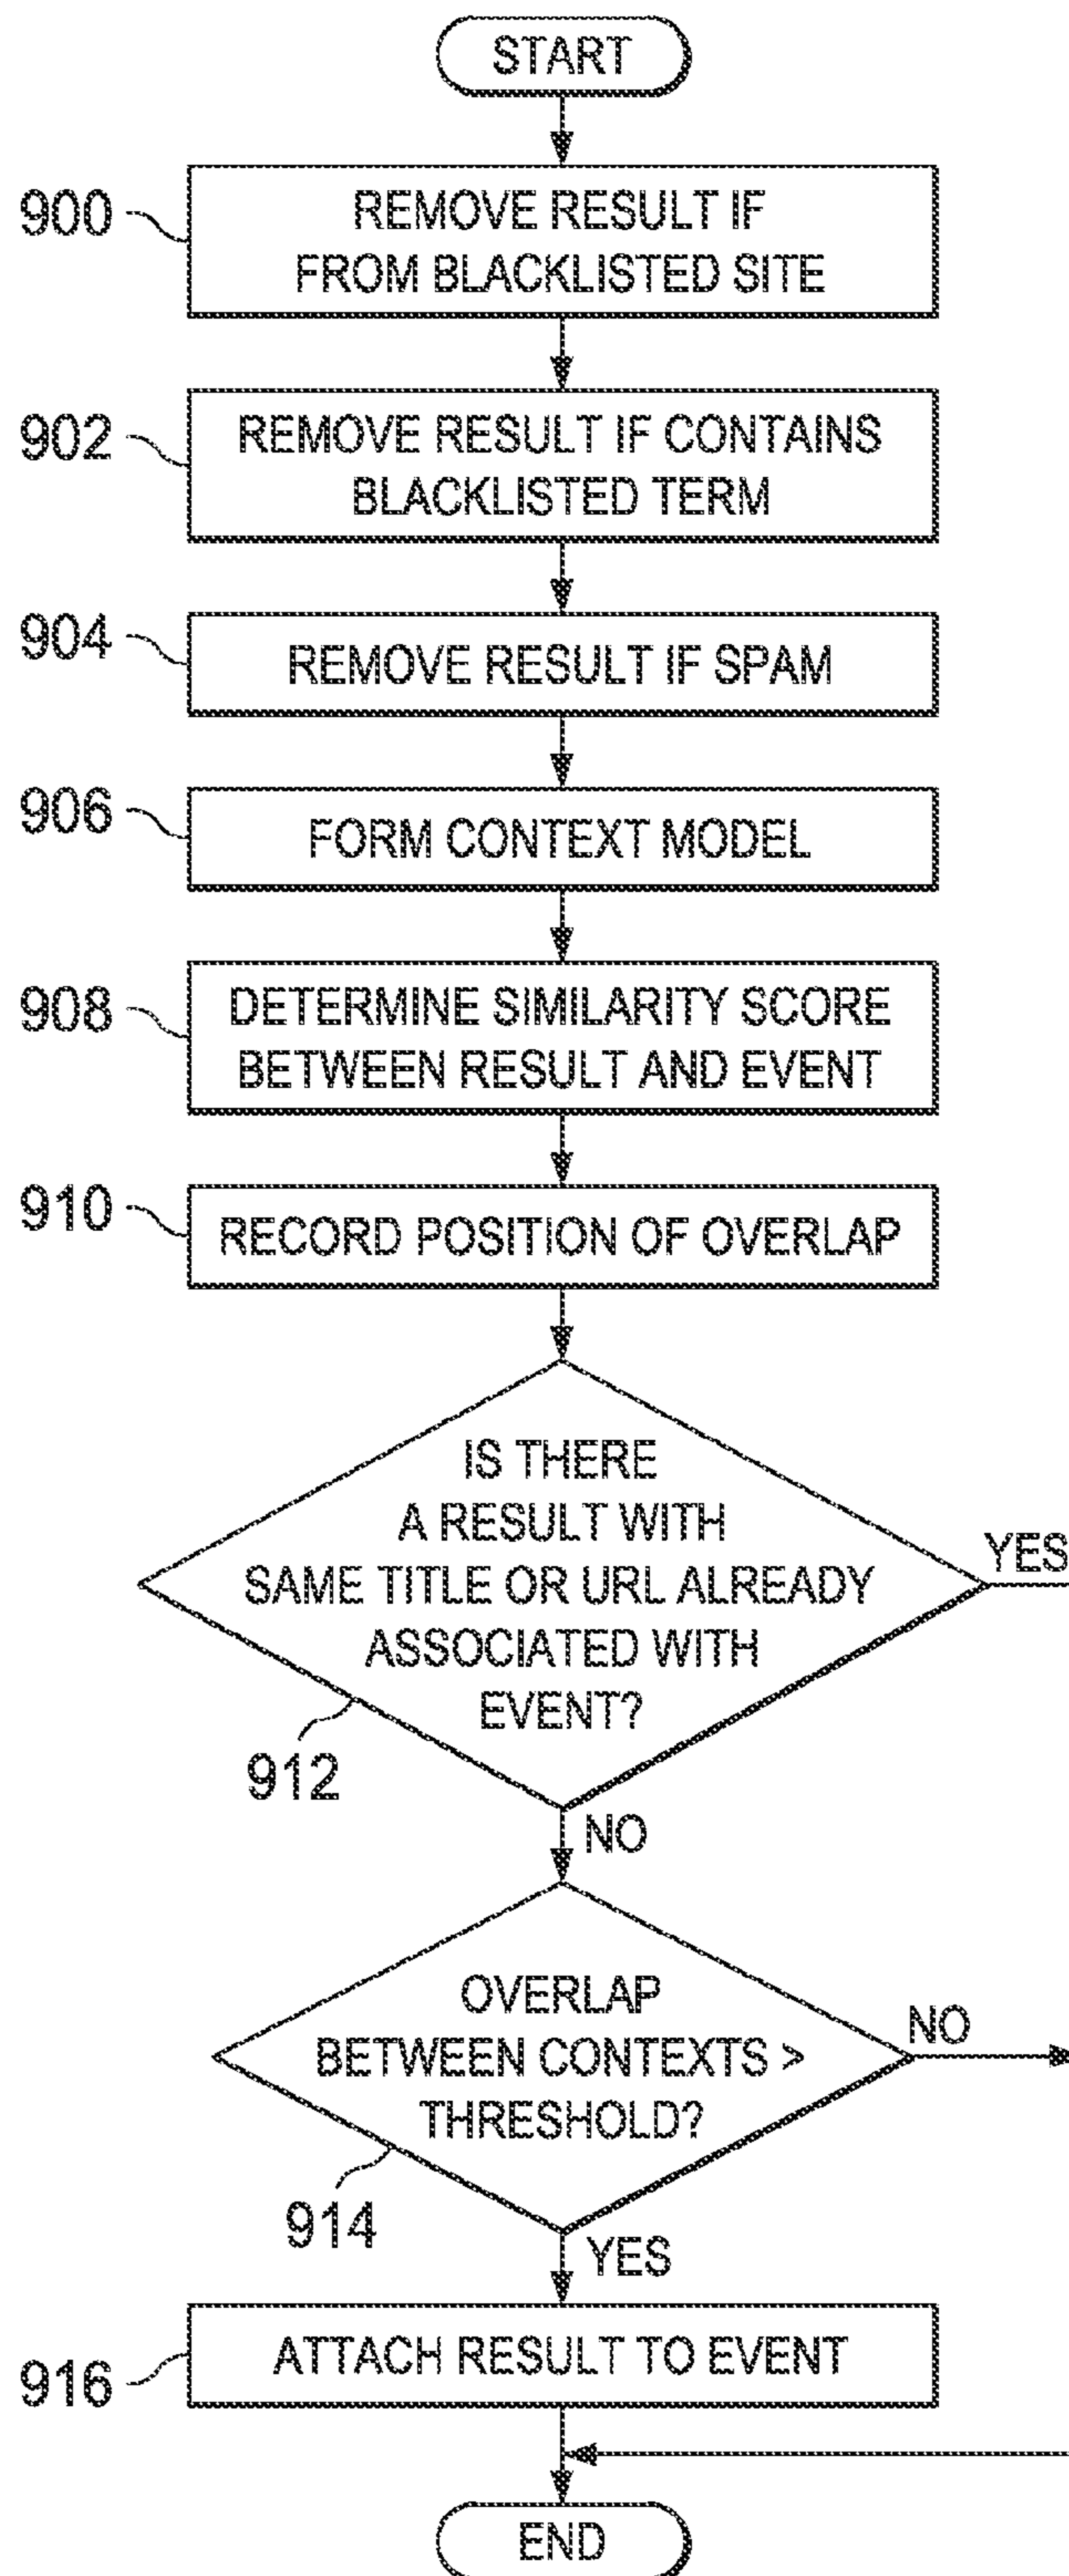 START
900
REMOVE RESULT IF
FROM BLACKLISTED SITE
902
REMOVE RESULT IF CONTAINS
BLACKLISTED TERM
904
REMOVE RESULT IF SPAM
906
FORM CONTEXT MODEL
908
DETERMINE SIMILARITY SCORE
BETWEEN RESULT AND EVENT
910
RECORD POSITION OF OVERLAP
IS THERE
A RESULT WITH
SAME TITLE OR URL ALREADY
ASSOCIATED WITH
EVENT?
YES
912
NO
OVERLAP
BETWEEN CONTEXTS >
THRESHOLD?
NO
914
YES
916
ATTACH RESULT TO EVENT
END